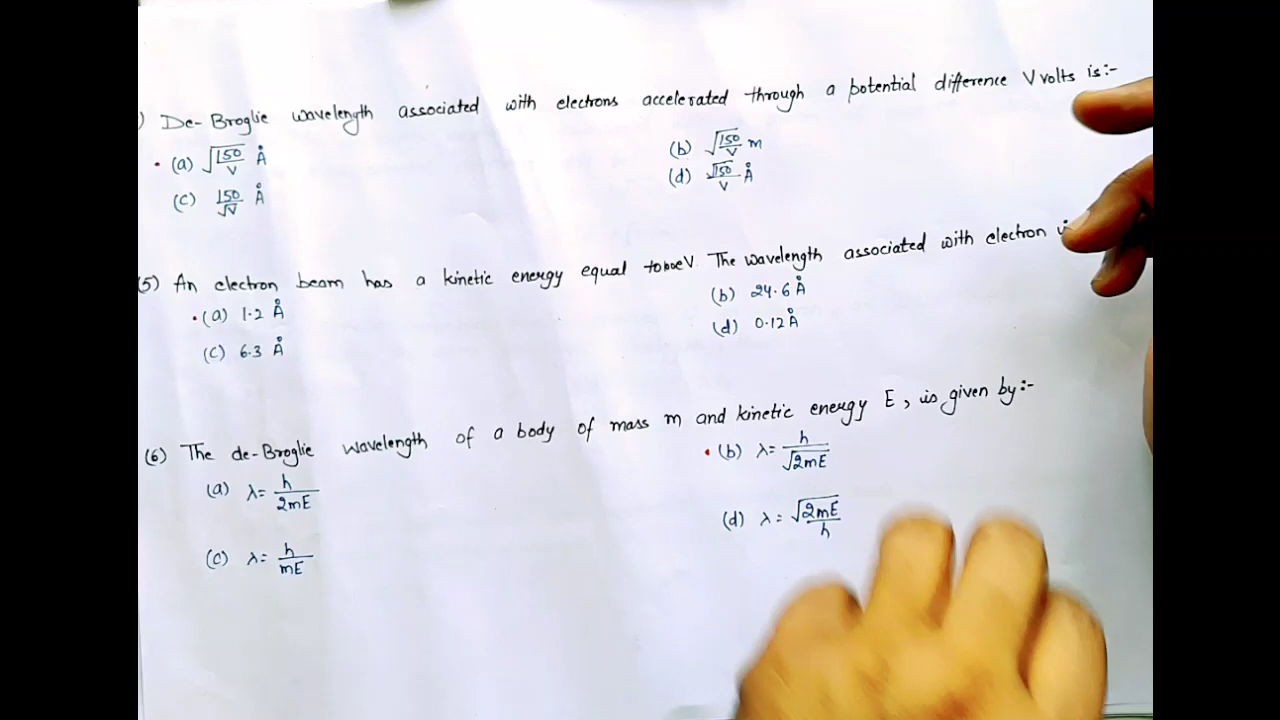 ) De-Broglie wavelength associated with electrons accelerated through a potential difference V volts is:-
(a) √(150/V) Å (b) √(150/V) m
(c) 150/√V Å (d) √150/V Å
(5) An electron beam has a kinetic energy equal The wavelength associated with electron
(a) 1.2 Å (b) 24.6 Å
(c) 6.3 Å (d) 0.12 Å
(6) The de-Broglie wavelength of a body of mass m and kinetic energy E, is given by:-
(a) λ= h/2mE (b) λ= h/√2mE
(c) λ= h/mE (d) λ= √(2mE/h)